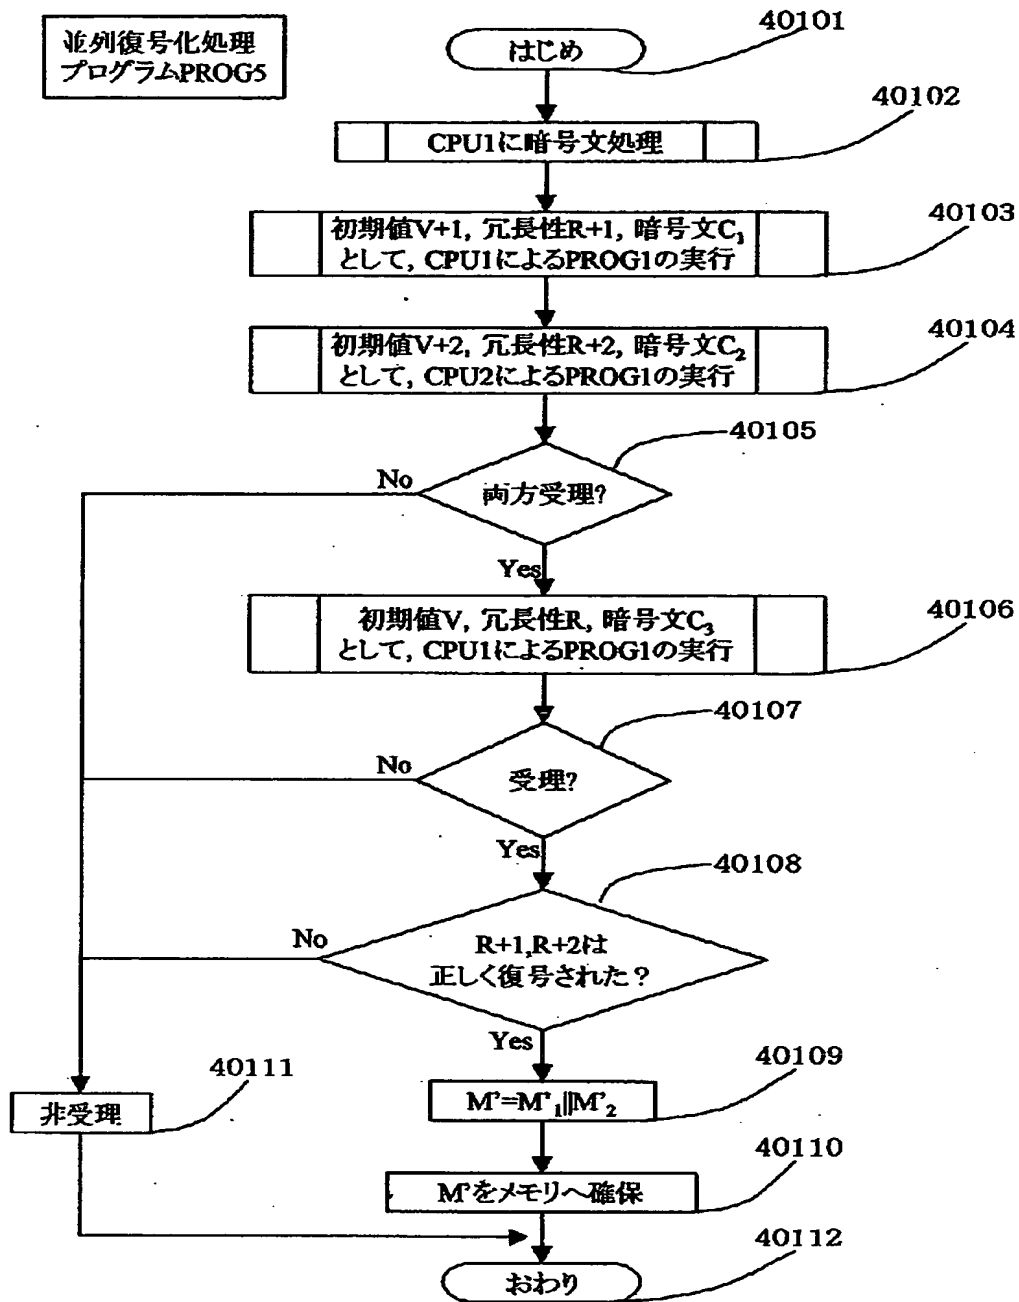 並列復号化処理
プログラムPROG5
はじめ
40101
CPU1に暗号文処理
40102
初期値V+1, 冗長性R+1, 暗号文C₁
として, CPU1によるPROG1の実行
40103
初期値V+2, 冗長性R+2, 暗号文C₂
として, CPU2によるPROG1の実行
40104
両方受理?
40105
No
Yes
初期値V, 冗長性R, 暗号文C₃
として, CPU1によるPROG1の実行
40106
受理?
40107
No
Yes
R+1,R+2は
正しく復号された?
40108
No
Yes
M'=M'₁||M'₂
40109
非受理
40111
M'をメモリへ確保
40110
おわり
40112